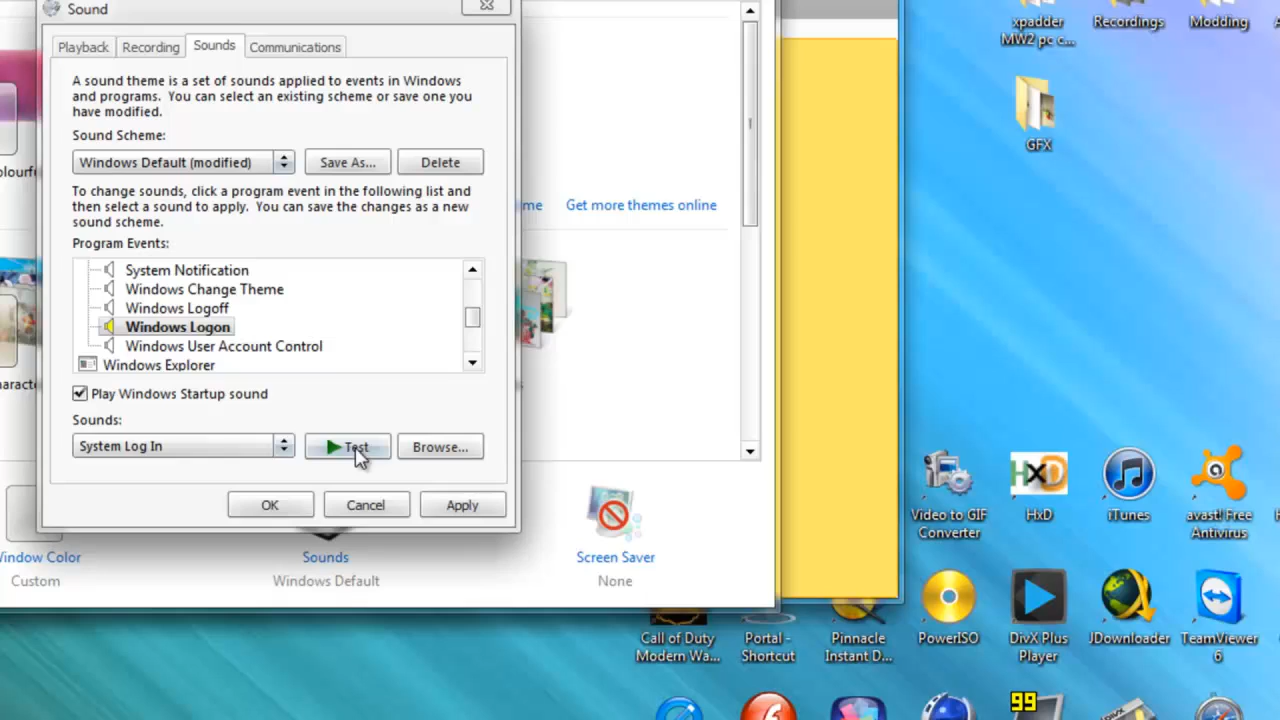 Sound
Playback
Recording
Sounds
Communications
A sound theme is a set of sounds applied to events in Windows
and programs. You can select an existing scheme or save one you
have modified.
Sound Scheme:
Windows Default (modified)
Save As...
Delete
To change sounds, click a program event in the following list and
then select a sound to apply. You can save the changes as a new
sound scheme.
Program Events:
System Notification
Windows Change Theme
Windows Logoff
Windows Logon
Windows User Account Control
Windows Explorer
Play Windows Startup sound
Sounds:
System Log In
Test
Browse...
OK
Cancel
Apply
me
Get more themes online
olourfu
aracte
indow Color
Custom
Sounds
Windows Default
Screen Saver
None
xpadder
MW2 pc c...
Recordings
Modding
GFX
Video to GIF
Converter
HxD
HxD
iTunes
avast! Free
Antivirus
Call of Duty
Modern Wa...
Portal -
Shortcut
Pinnacle
Instant D...
PowerISO
DivX Plus
Player
JDownloader
TeamViewer
6
99